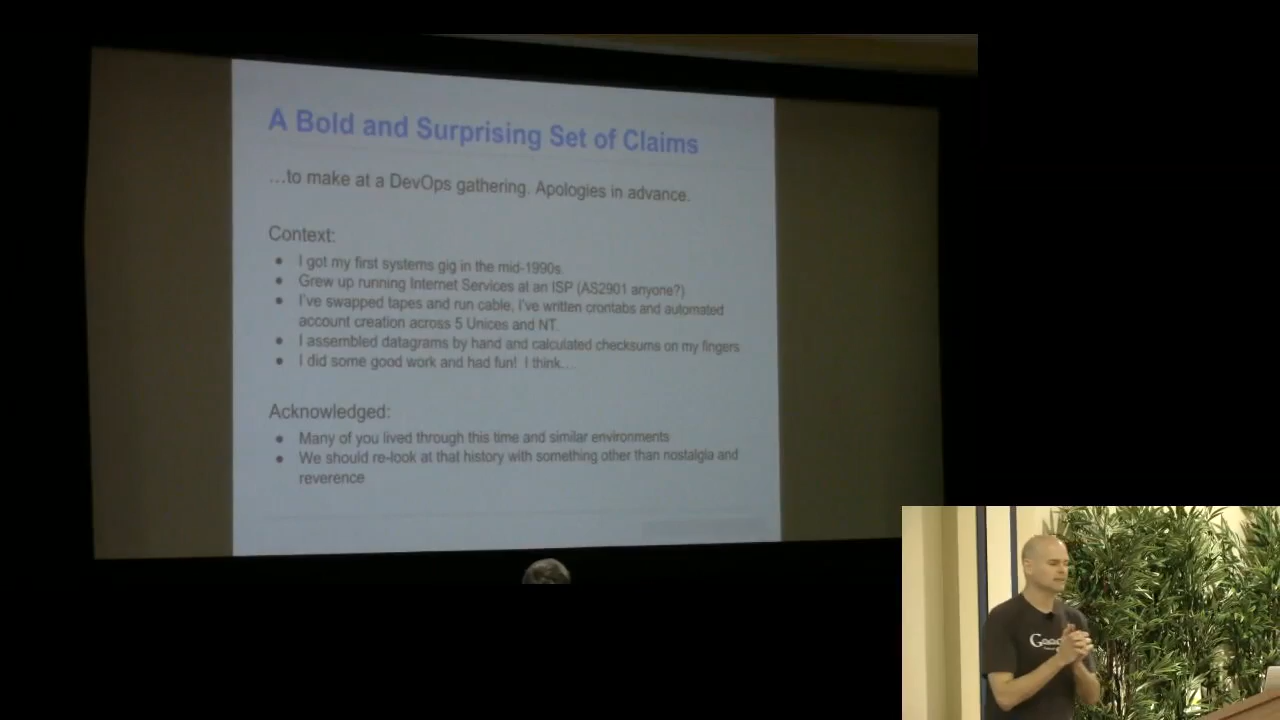 A Bold and Surprising Set of Claims
…to make at a DevOps gathering. Apologies in advance.
Context:
● I got my first systems gig in the mid-1990s.
● Grew up running Internet Services at an ISP (AS2901 anyone?)
● I've swapped tapes and run cable, I've written crontabs and automated
account creation across 5 Unices and NT.
● I assembled datagrams by hand and calculated checksums on my fingers
● I did some good work and had fun! I think…
Acknowledged:
● Many of you lived through this time and similar environments
● We should re-look at that history with something other than nostalgia and
reverence